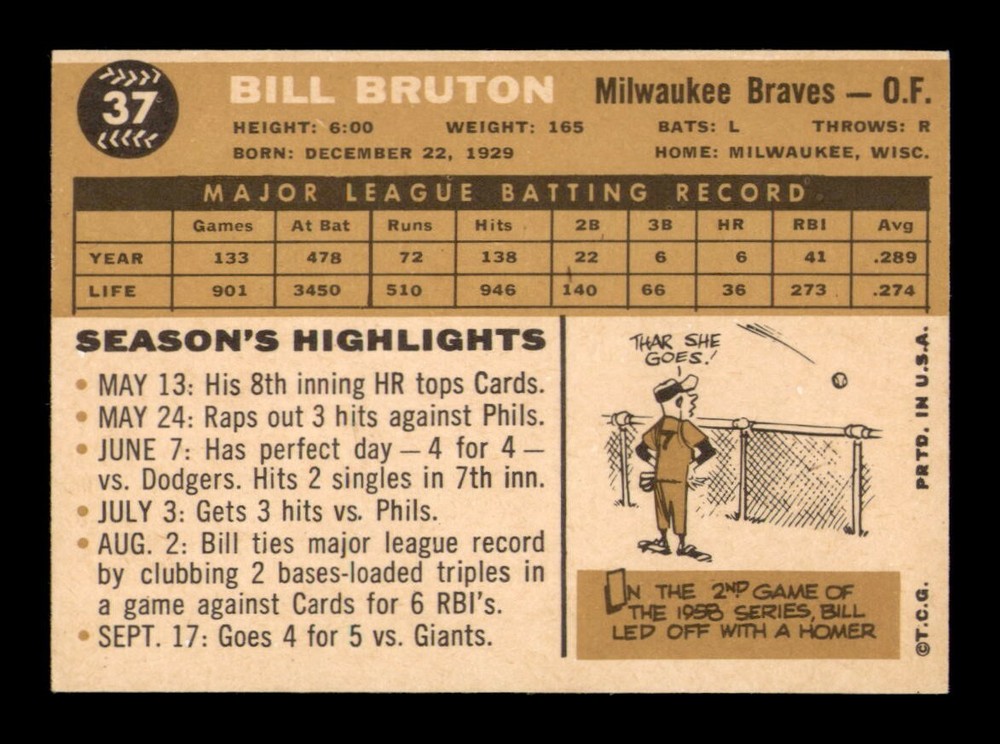 37
BILL BRUTON
Milwaukee Braves — O.F.
HEIGHT: 6:00 WEIGHT: 165 BATS: L THROWS: R
BORN: DECEMBER 22, 1929 HOME: MILWAUKEE, WISC.
MAJOR LEAGUE BATTING RECORD
Games At Bat Runs Hits 2B 3B HR RBI Avg
YEAR 133 478 72 138 22 6 6 41 .289
LIFE 901 3450 510 946 140 66 36 273 .274
SEASON'S HIGHLIGHTS
• MAY 13: His 8th inning HR tops Cards.
• MAY 24: Raps out 3 hits against Phils.
• JUNE 7: Has perfect day — 4 for 4 —
vs. Dodgers. Hits 2 singles in 7th inn.
• JULY 3: Gets 3 hits vs. Phils.
• AUG. 2: Bill ties major league record
by clubbing 2 bases-loaded triples in
a game against Cards for 6 RBI's.
• SEPT. 17: Goes 4 for 5 vs. Giants.
THAR SHE
GOES!
7
IN THE 2ND GAME OF
THE 1958 SERIES, BILL
LED OFF WITH A HOMER
PRTD. IN U.S.A.
©T.C.G.